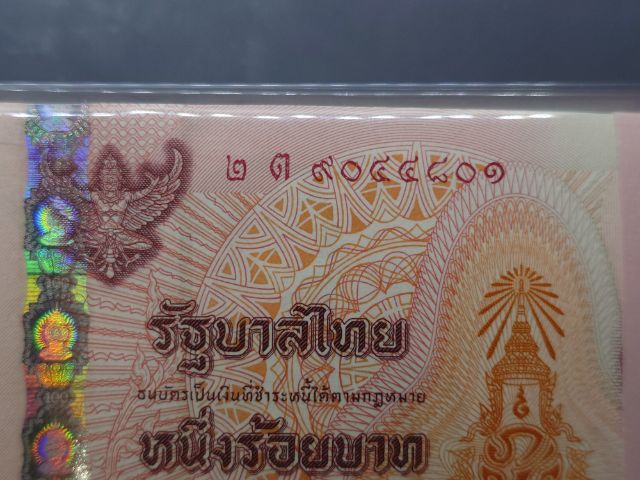 ๒ ต ๙๐๔๔๘๐๑
รัฐบาลไทย
ธนบัตรเป็นเงินที่ชำระหนี้ได้ตามกฎหมาย
หนึ่งร้อยบาท